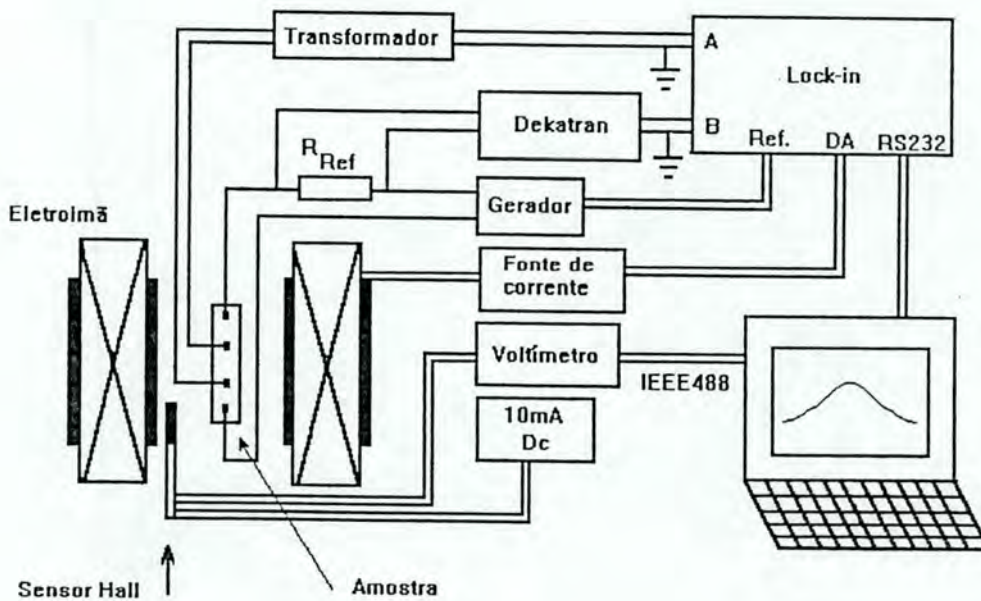 Transformador
A
Lock-in
Dekatran
B
Ref.
DA
RS232
R
Ref
Gerador
Eletroimã
Fonte de
corrente
Voltímetro
IEEE488
10mA
Dc
Sensor Hall
Amostra